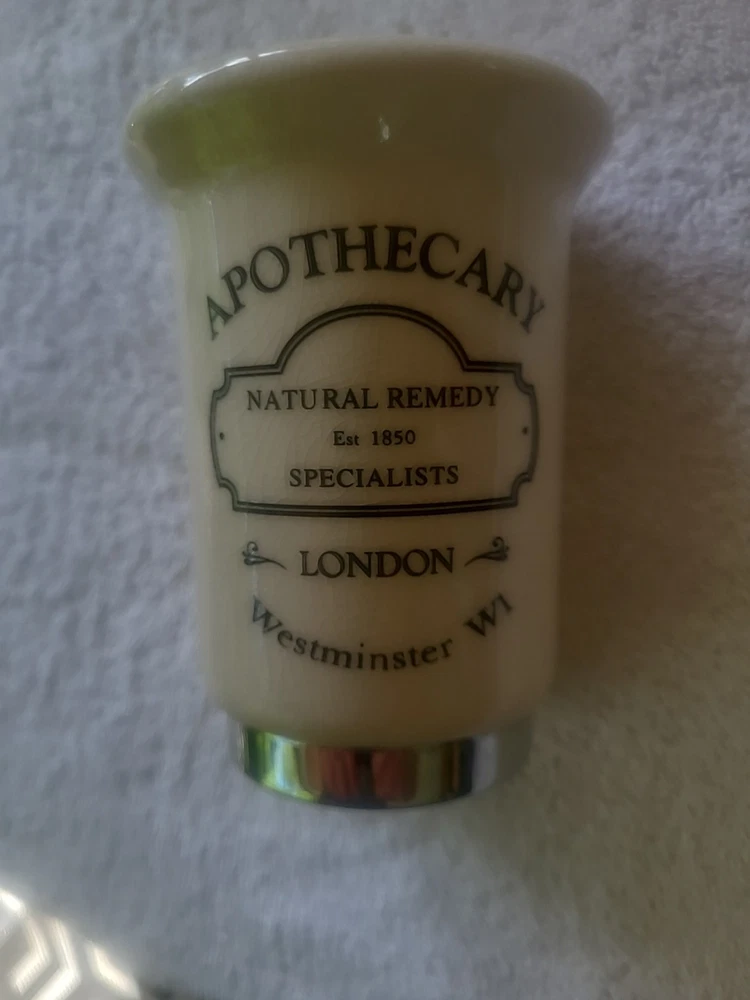 APOTHECARY
NATURAL REMEDY
Est 1850
SPECIALISTS
LONDON
Westminster W1